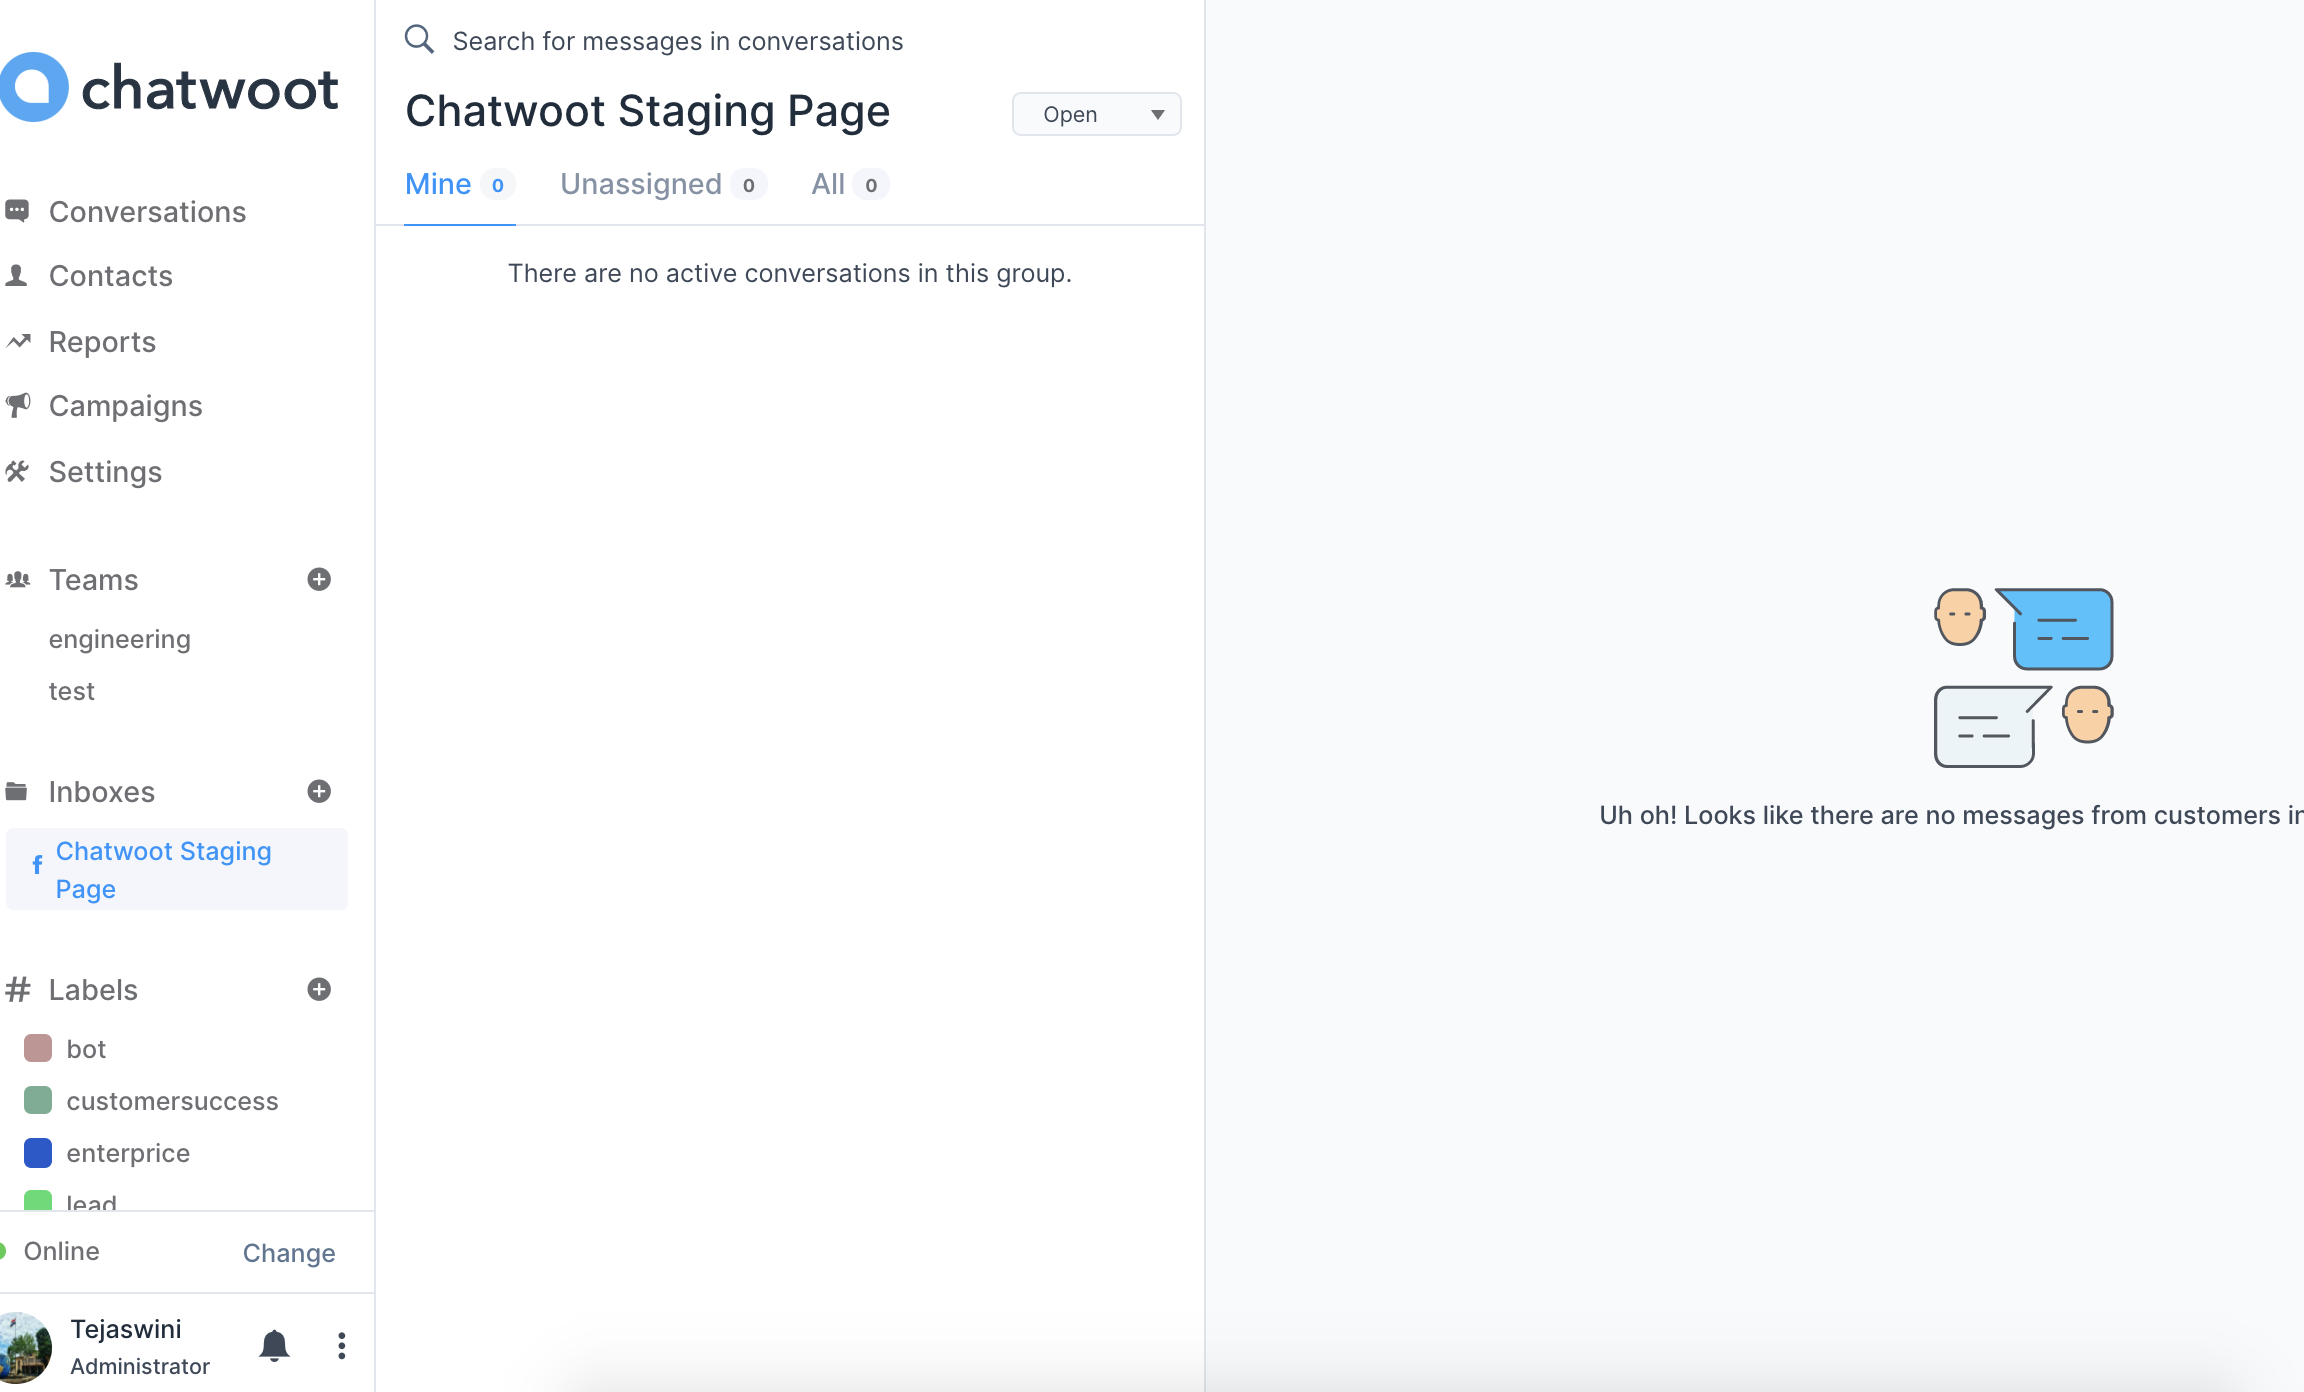 chatwoot
Conversations
Contacts
Reports
Campaigns
Settings
Teams
engineering
test
Inboxes
Chatwoot Staging
Page
Labels
bot
customersuccess
enterprice
lead
Online Change
Tejaswini
Administrator
Search for messages in conversations
Chatwoot Staging Page
Open
Mine 0 Unassigned 0 All 0
There are no active conversations in this group.
Uh oh! Looks like there are no messages from customers in